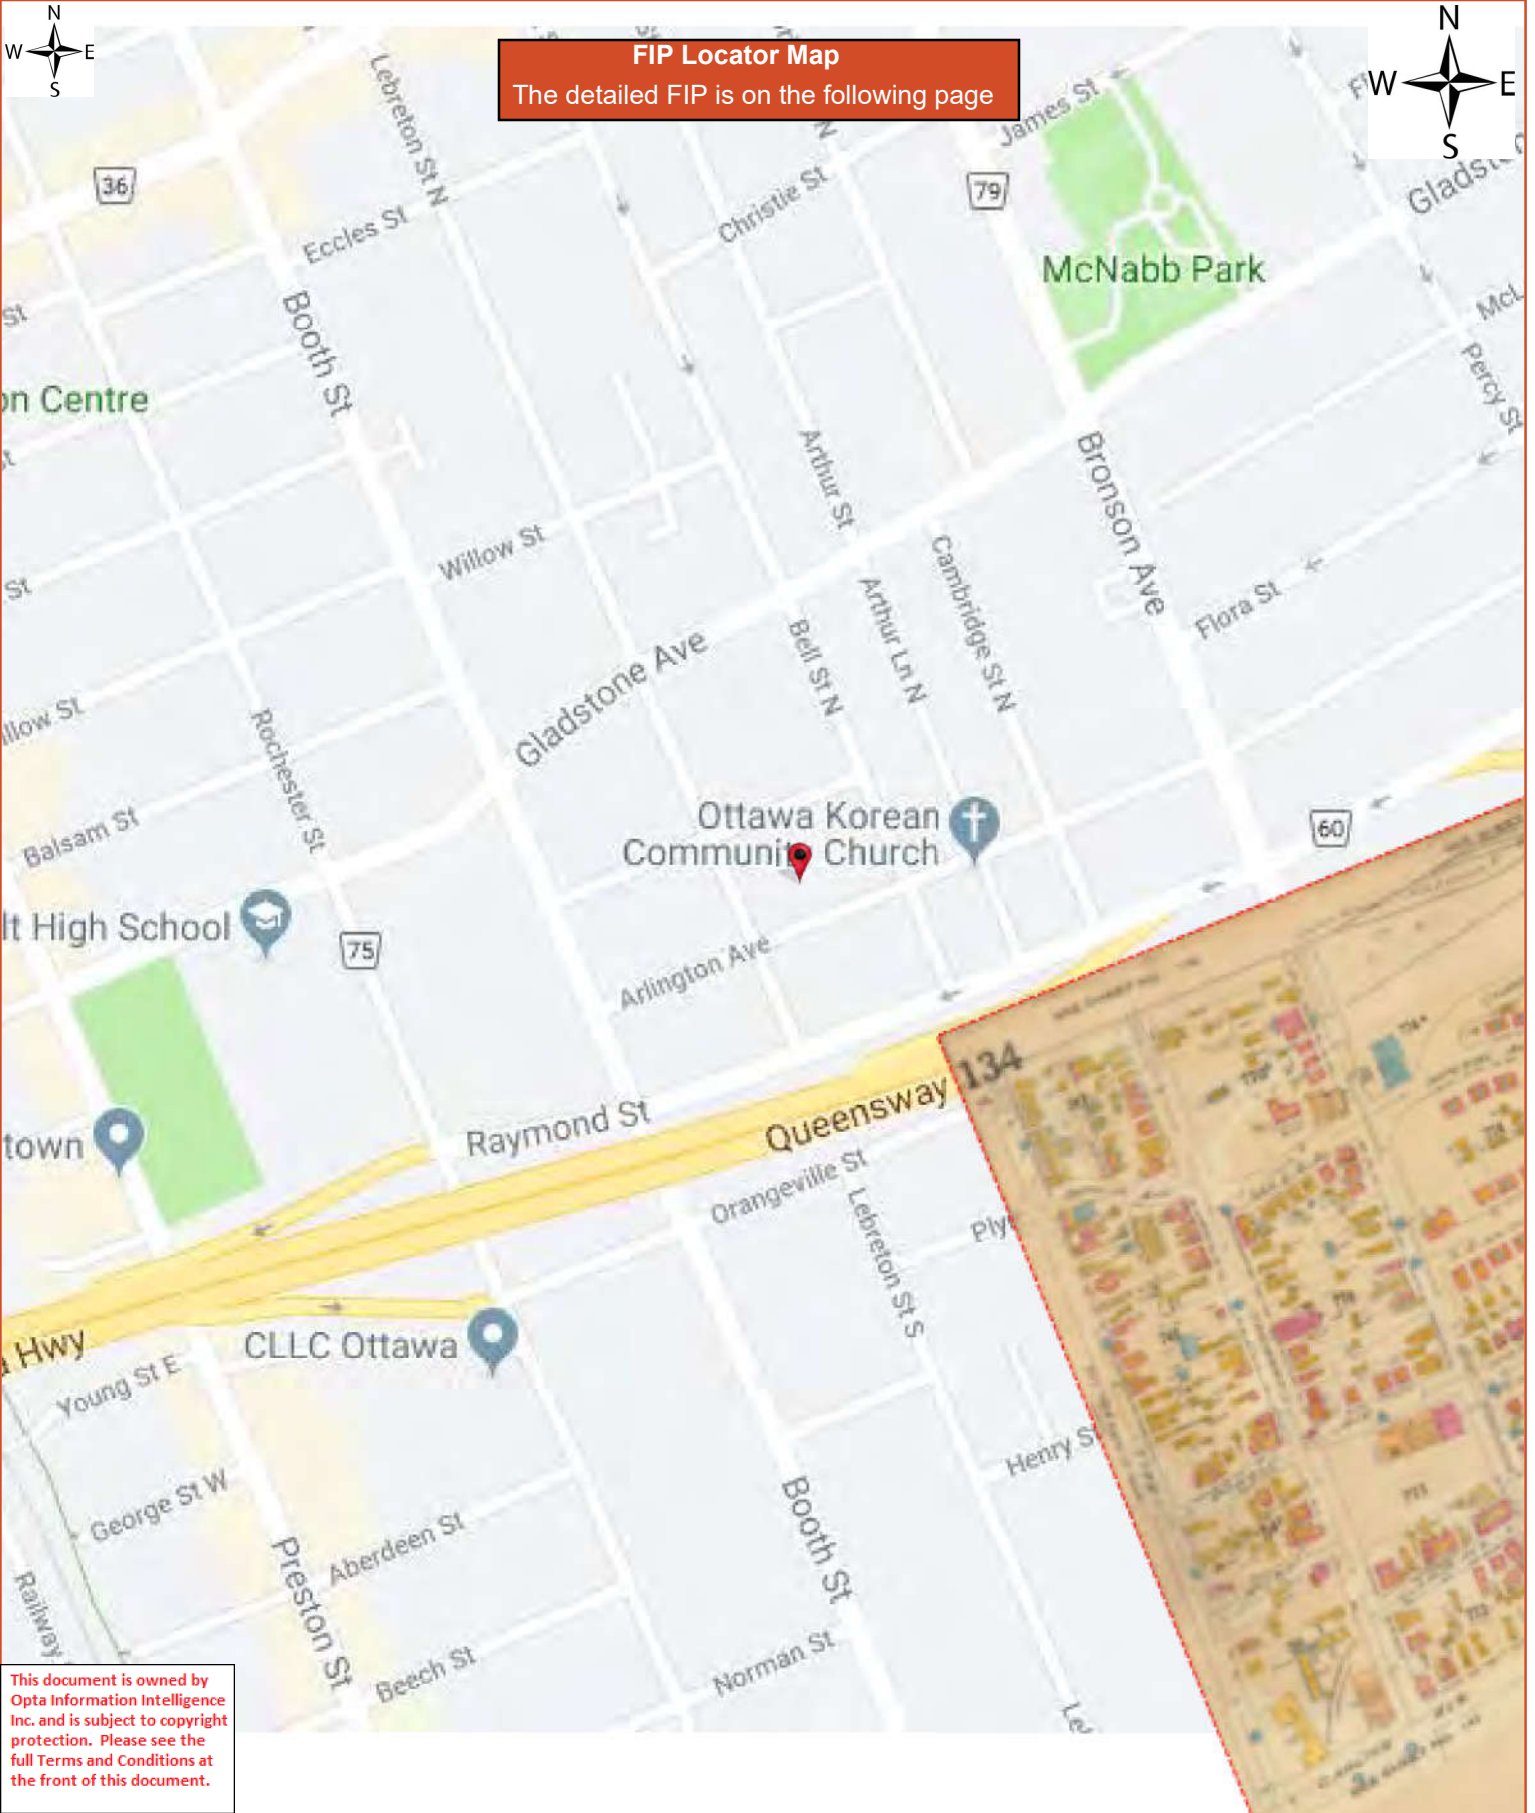 N
W E
S
FIP Locator Map
The detailed FIP is on the following page
N
W E
S
Lebreton St N
N
James St
36
79
Christie St
Eccles St
McNabb Park
St
Booth St
Percy St
on Centre
Arthur St
Bronson Ave
Willow St
St
Cambridge St N
Arthur Ln N
Flora St
Bell St N
Gladstone Ave
illow St
Rochester St
Balsam St
Ottawa Korean
Community Church
60
lt High School
75
Arlington Ave
134
Raymond St
Queensway
town
Orangeville St
Lebreton St S
Ply
CLLC Ottawa
a Hwy
Young St E
Henry S
George St W
Booth St
Aberdeen St
Preston St
Railway
Beech St
Norman St
Le
This document is owned by
Opta Information Intelligence
Inc. and is subject to copyright
protection. Please see the
full Terms and Conditions at
the front of this document.